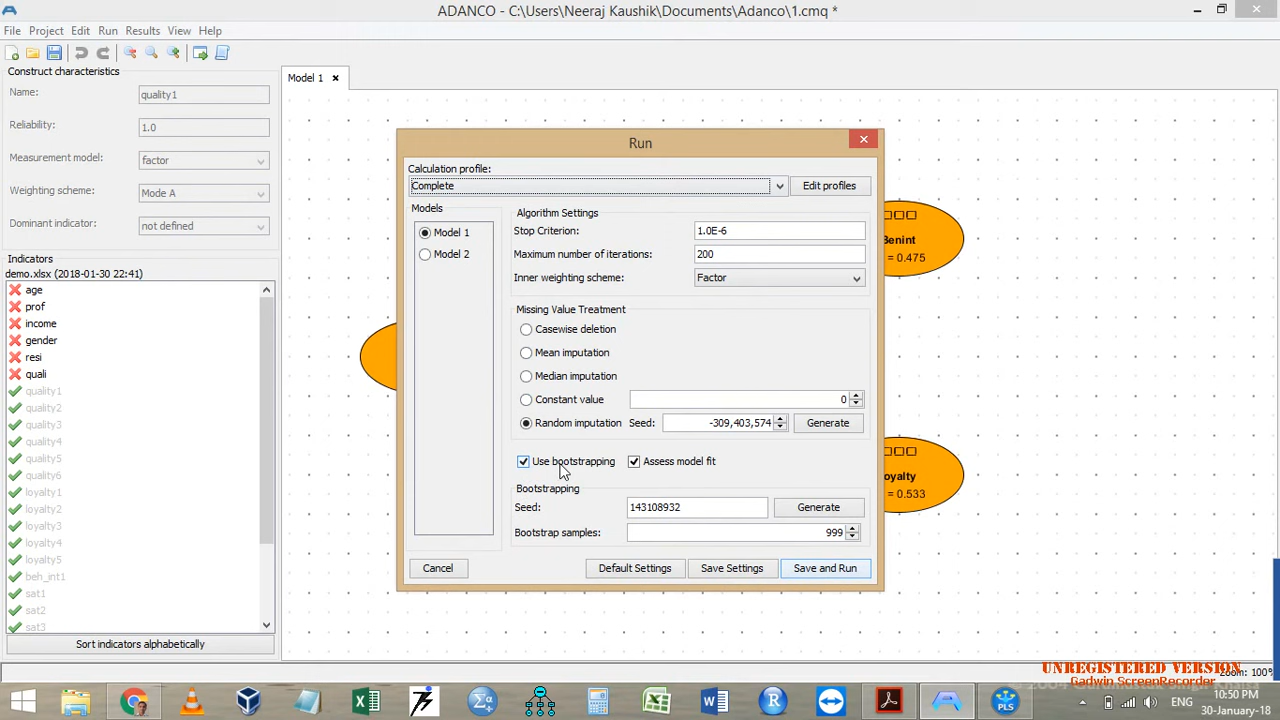 ADANCO - C:\Users\Neeraj Kaushik\Documents\Adanco\1.cmq *
File Project Edit Run Results View Help
Construct characteristics
Name: quality1
Reliability: 1.0
Measurement model: factor
Weighting scheme: Mode A
Dominant indicator: not defined
Indicators
demo.xlsx (2018-01-30 22:41)
age
prof
income
gender
resi
quali
quality1
quality2
quality3
quality4
quality5
quality6
loyalty1
loyalty2
loyalty3
loyalty4
loyalty5
beh_int1
sat1
sat2
sat3
Sort indicators alphabetically
Model 1
Run
Calculation profile:
Complete
Edit profiles
Models
Model 1
Model 2
Algorithm Settings
Stop Criterion: 1.0E-6
Maximum number of iterations: 200
Inner weighting scheme: Factor
Missing Value Treatment
Casewise deletion
Mean imputation
Median imputation
Constant value 0
Random imputation Seed: -309,403,574 Generate
Use bootstrapping Assess model fit
Bootstrapping
Seed: 143108932 Generate
Bootstrap samples: 999
Cancel Default Settings Save Settings Save and Run
Benint
= 0.475
oyalty
= 0.533
UNREGISTERED VERSION
Gadwin ScreenRecorder
Zoom: 100%
PLS
ENG
10:50 PM
30-January-18